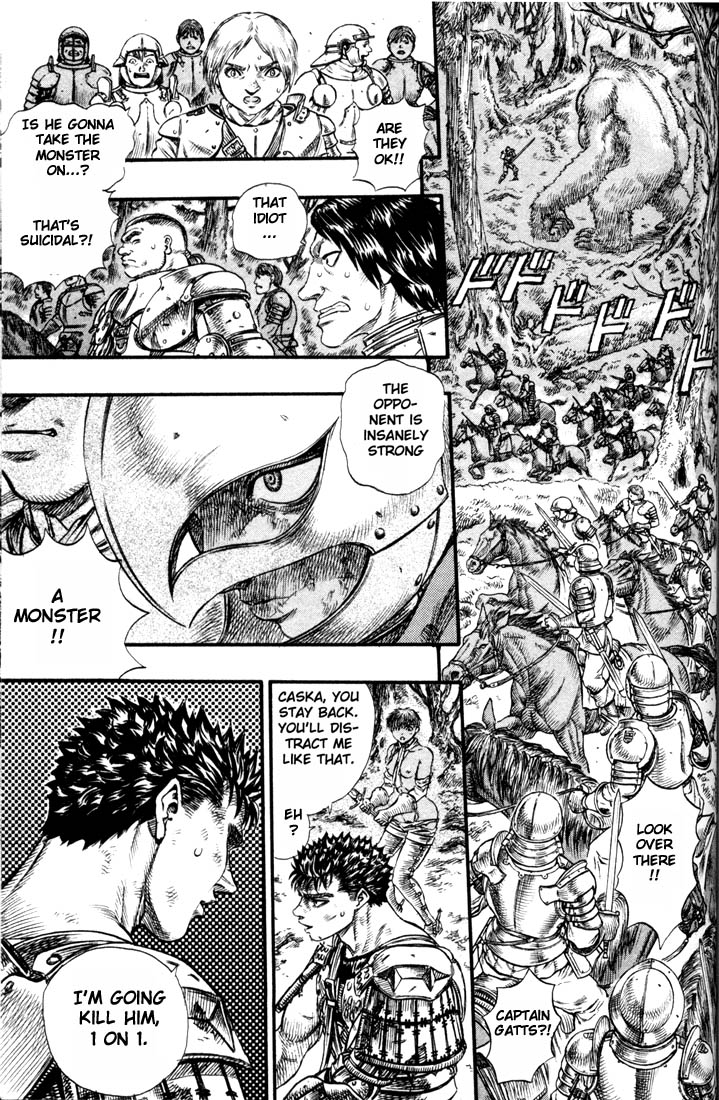 LOOK
OVER
THERE
!!
CAPTAIN
GATTS?!
ドドドドドド
ARE
THEY
OK!!
IS HE GONNA
TAKE THE
MONSTER
ON...?
THAT
IDIOT
...
THAT'S
SUICIDAL?!
THE
OPPO-
NENT IS
INSANELY
STRONG
A
MONSTER
!!
CASKA, YOU
STAY BACK.
YOU'LL DIS-
TRACT ME
LIKE THAT.
EH
?
I'M GOING
KILL HIM,
1 ON 1.